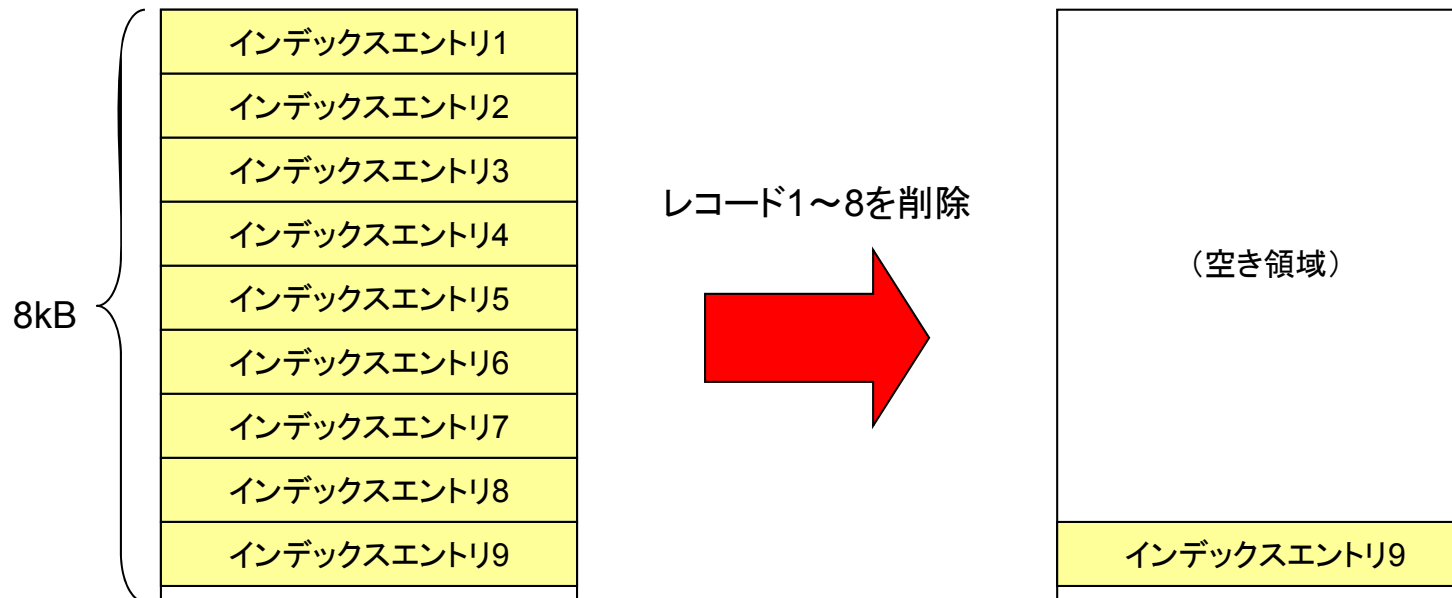 インデックスエントリ1
インデックスエントリ2
インデックスエントリ3
インデックスエントリ4
インデックスエントリ5
インデックスエントリ6
インデックスエントリ7
インデックスエントリ8
インデックスエントリ9
8kB
レコード1～8を削除
（空き領域）
インデックスエントリ9